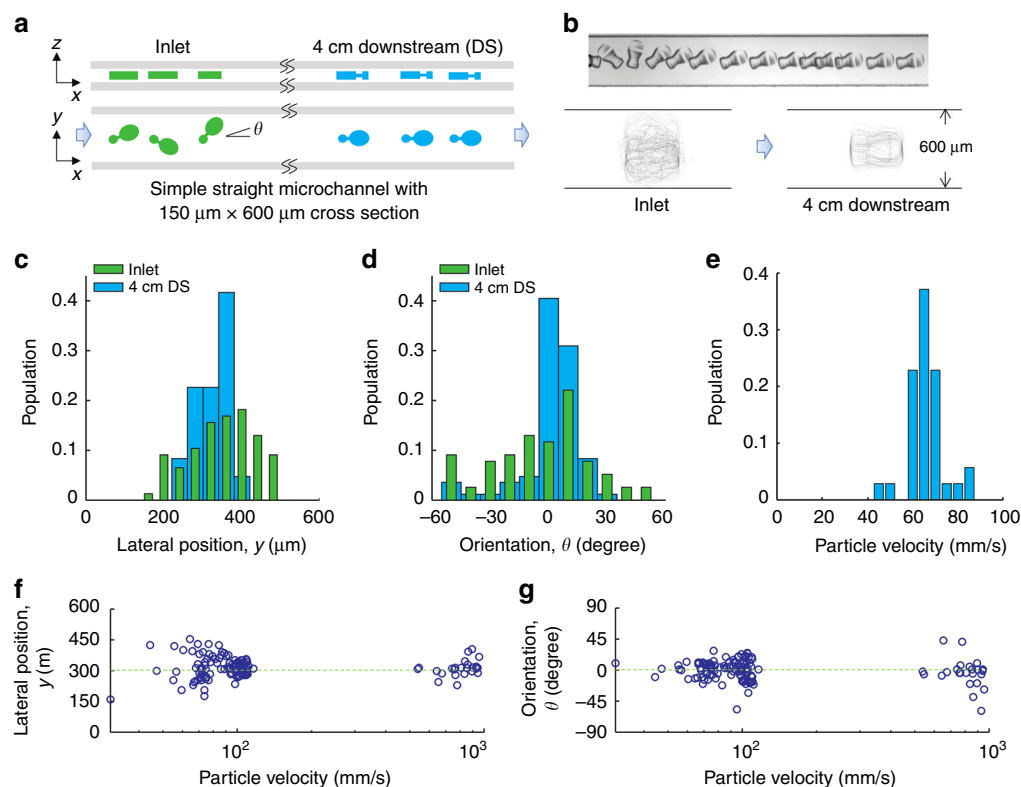 a
z
x
Inlet
4 cm downstream (DS)
y
x
θ
Simple straight microchannel with
150 μm × 600 μm cross section
b
600 μm
Inlet
4 cm downstream
c
Inlet
4 cm DS
Population
0.4
0.3
0.2
0.1
0
0 200 400 600
Lateral position, y (μm)
d
Inlet
4 cm DS
Population
0.4
0.3
0.2
0.1
0
–60 –30 0 30 60
Orientation, θ (degree)
e
Population
0.4
0.3
0.2
0.1
0
0 20 40 60 80 100
Particle velocity (mm/s)
f
Lateral position,
y (m)
600
450
300
150
0
10² 10³
Particle velocity (mm/s)
g
Orientation,
θ (degree)
90
45
0
–45
–90
10² 10³
Particle velocity (mm/s)